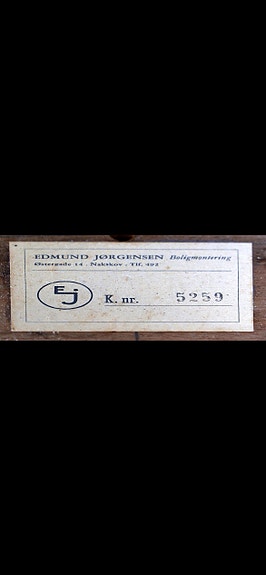 EDMUND JØRGENSEN Boligmontering
Østergade 14 . Nakskov . Tlf. 492
EJ
K. nr. 5259